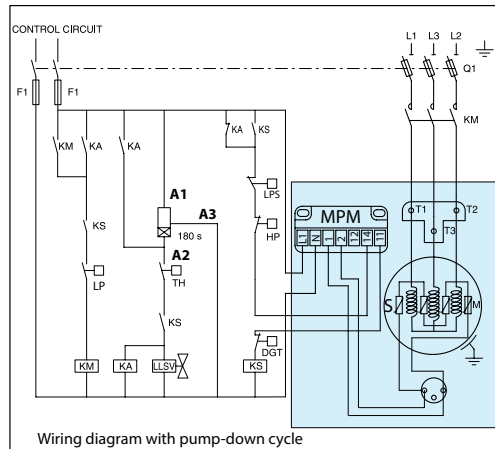 CONTROL CIRCUIT
L1 L3 L2
F1 F1 Q1
KM
KA KS
KM KA KA
A1
LPS
A3
MPM
T1 T2
180 s
HP
L1 N 1 2 12 14 11
T3
A2
KS
TH
LP
S M
KS
DGT
KM KA LLSV KS
Wiring diagram with pump-down cycle